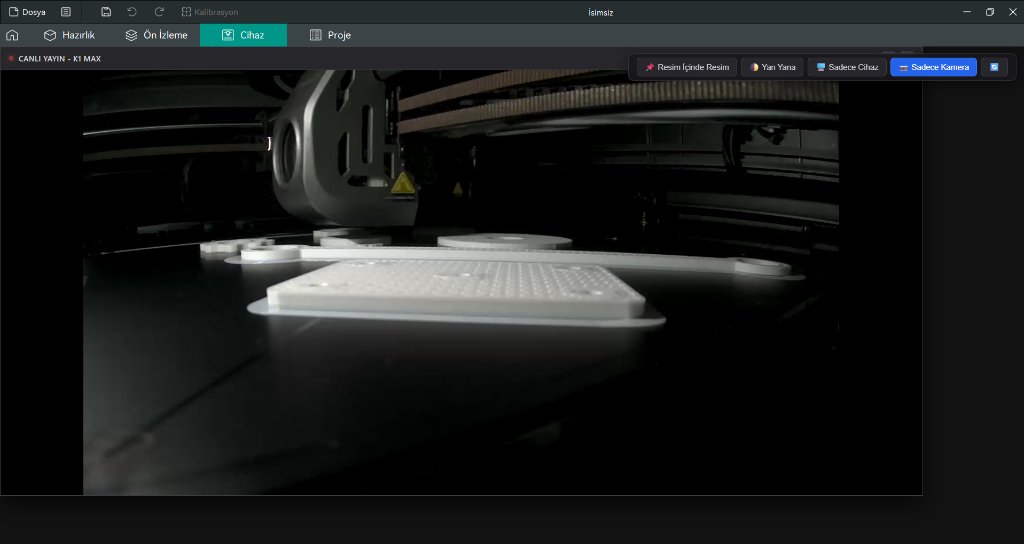 Dosya
Kalibrasyon
İsimsiz
Hazırlık
Ön İzleme
Cihaz
Proje
CANLI YAYIN - K1 MAX
Resim İçinde Resim
Yan Yana
Sadece Cihaz
Sadece Kamera